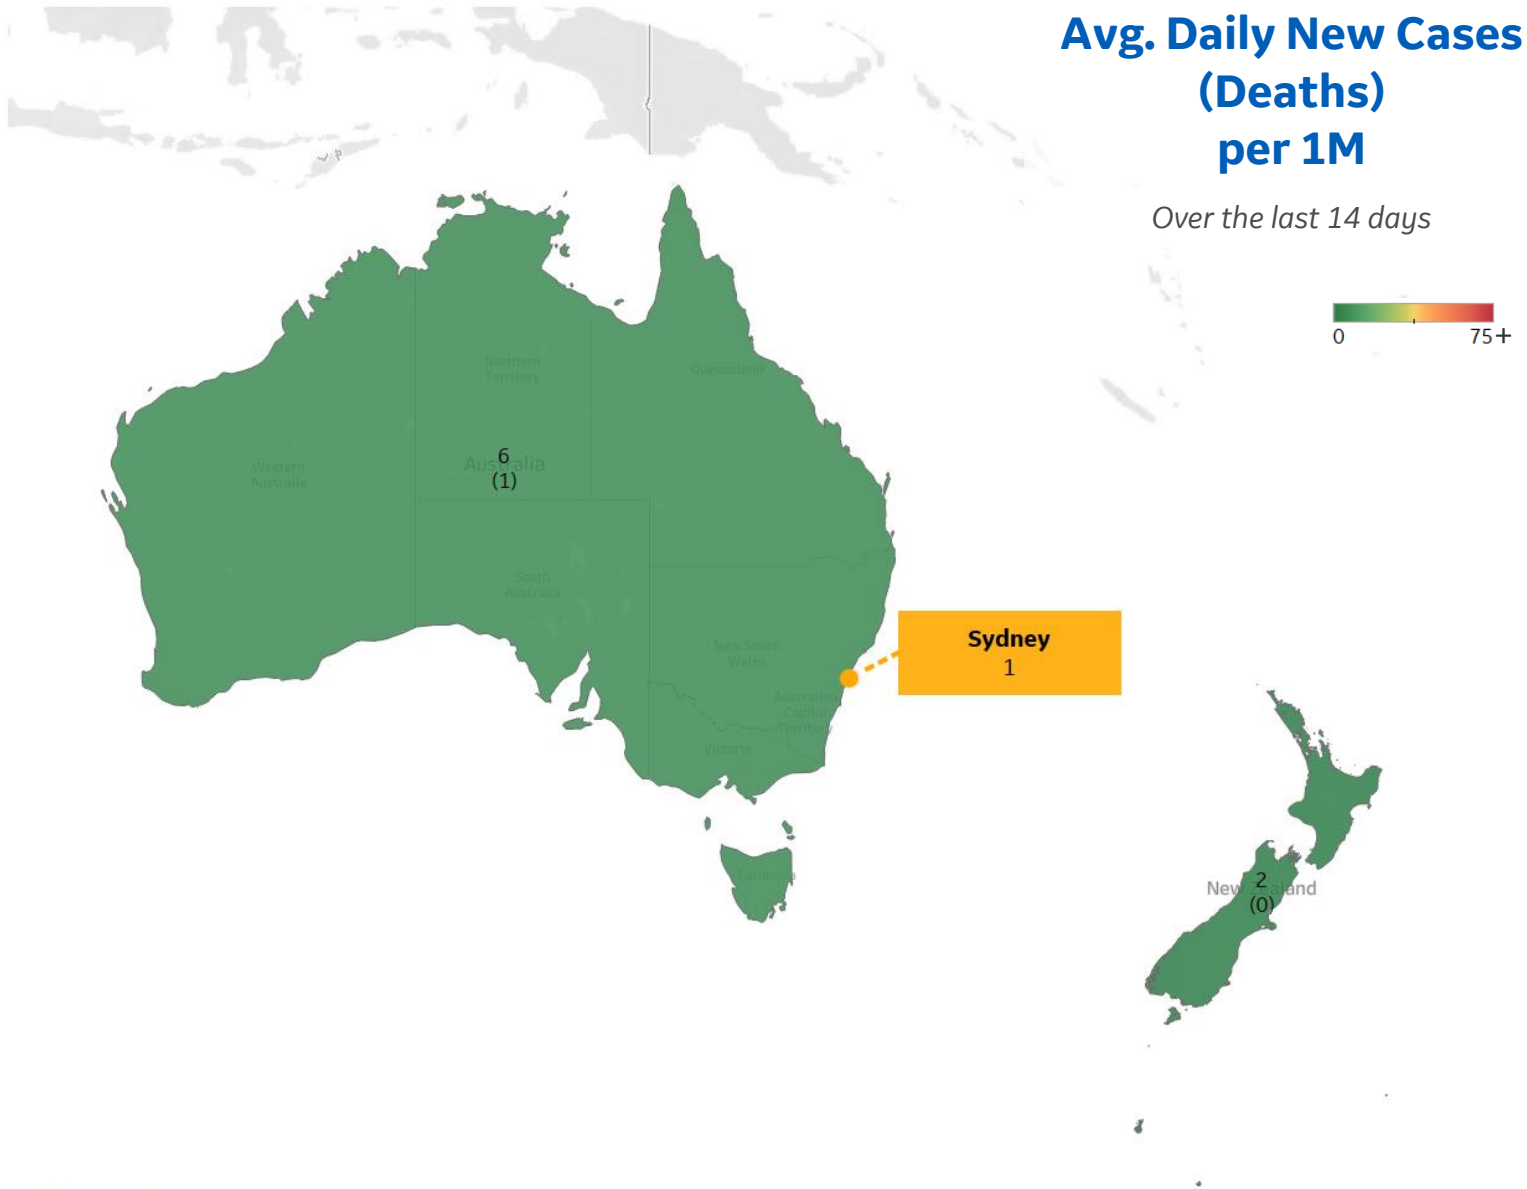 Avg. Daily New Cases
(Deaths)
per 1M
Over the last 14 days
0
75+
Northern
Territory
Queensland
6
Australia
(1)
Western
Australia
South
Australia
New South
Wales
Sydney
1
Australian
Capital
Territory
Victoria
Tasmania
2
New Zealand
(0)